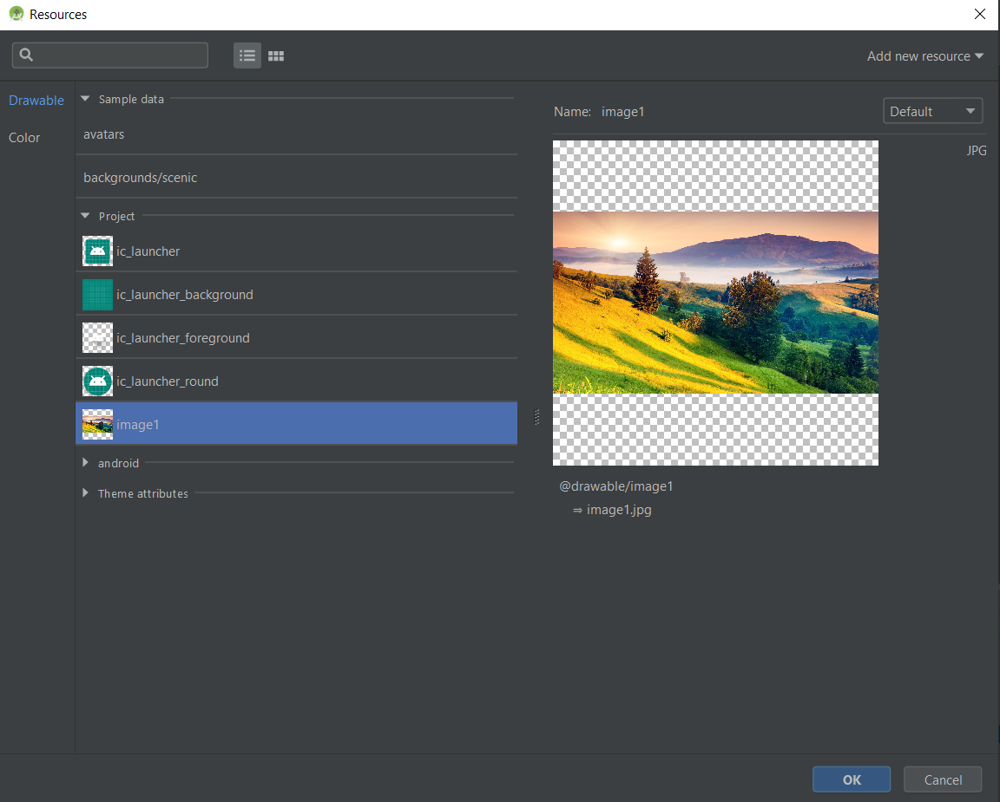 Resources
Add new resource
Drawable
Color
Sample data
avatars
backgrounds/scenic
Project
ic_launcher
ic_launcher_background
ic_launcher_foreground
ic_launcher_round
image1
android
Theme attributes
Name: image1
Default
JPG
@drawable/image1
⇒ image1.jpg
OK
Cancel